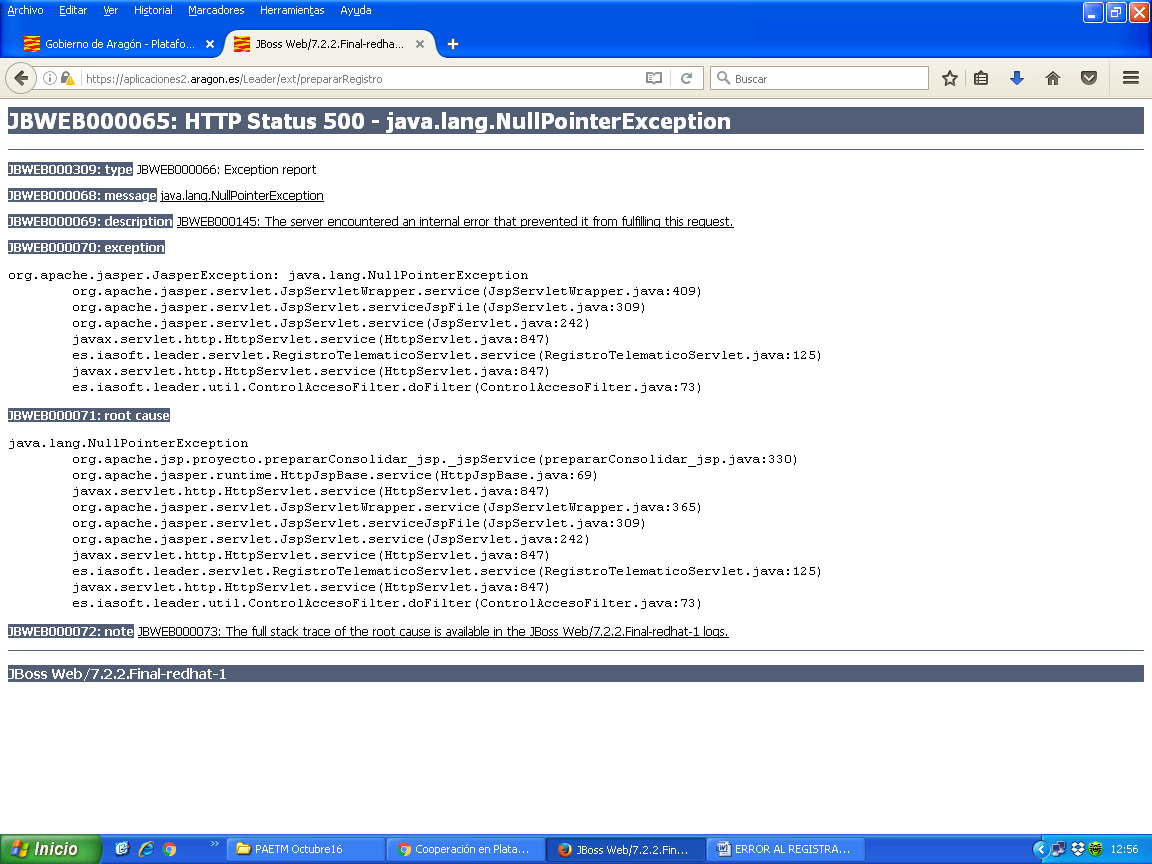 Archivo Editar Ver Historial Marcadores Herramientas Ayuda
Gobierno de Aragón - Platafo... JBoss Web/7.2.2.Final-redha...
https://aplicaciones2.aragon.es/Leader/ext/prepararRegistro Buscar
JBWEB000065: HTTP Status 500 - java.lang.NullPointerException
JBWEB000309: type JBWEB000066: Exception report
JBWEB000068: message java.lang.NullPointerException
JBWEB000069: description JBWEB000145: The server encountered an internal error that prevented it from fulfilling this request.
JBWEB000070: exception
org.apache.jasper.JasperException: java.lang.NullPointerException
org.apache.jasper.servlet.JspServletWrapper.service(JspServletWrapper.java:409)
org.apache.jasper.servlet.JspServlet.serviceJspFile(JspServlet.java:309)
org.apache.jasper.servlet.JspServlet.service(JspServlet.java:242)
javax.servlet.http.HttpServlet.service(HttpServlet.java:847)
es.iasoft.leader.servlet.RegistroTelematicoServlet.service(RegistroTelematicoServlet.java:125)
javax.servlet.http.HttpServlet.service(HttpServlet.java:847)
es.iasoft.leader.util.ControlAccesoFilter.doFilter(ControlAccesoFilter.java:73)
JBWEB000071: root cause
java.lang.NullPointerException
org.apache.jsp.proyecto.prepararConsolidar_jsp._jspService(prepararConsolidar_jsp.java:330)
org.apache.jasper.runtime.HttpJspBase.service(HttpJspBase.java:69)
javax.servlet.http.HttpServlet.service(HttpServlet.java:847)
org.apache.jasper.servlet.JspServletWrapper.service(JspServletWrapper.java:365)
org.apache.jasper.servlet.JspServlet.serviceJspFile(JspServlet.java:309)
org.apache.jasper.servlet.JspServlet.service(JspServlet.java:242)
javax.servlet.http.HttpServlet.service(HttpServlet.java:847)
es.iasoft.leader.servlet.RegistroTelematicoServlet.service(RegistroTelematicoServlet.java:125)
javax.servlet.http.HttpServlet.service(HttpServlet.java:847)
es.iasoft.leader.util.ControlAccesoFilter.doFilter(ControlAccesoFilter.java:73)
JBWEB000072: note JBWEB000073: The full stack trace of the root cause is available in the JBoss Web/7.2.2.Final-redhat-1 logs.
JBoss Web/7.2.2.Final-redhat-1
Inicio PAETM Octubre16 Cooperación en Plata... JBoss Web/7.2.2.Fin... ERROR AL REGISTRA... 12:56